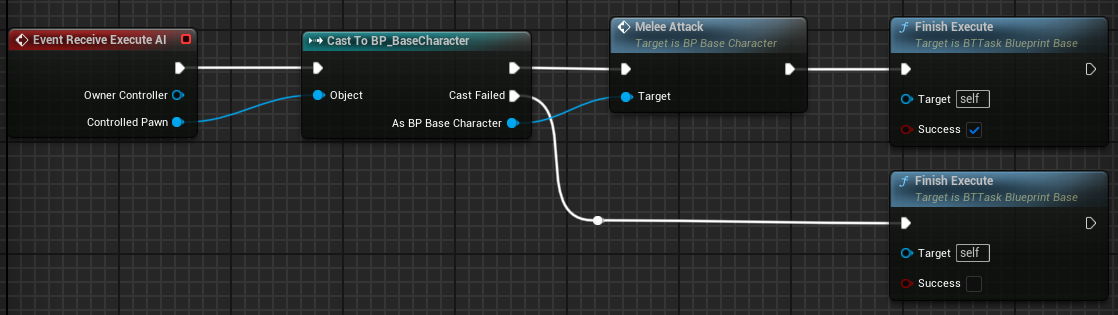 Event Receive Execute AI
Owner Controller
Controlled Pawn
Cast To BP_BaseCharacter
Object
Cast Failed
As BP Base Character
Melee Attack
Target is BP Base Character
Target
Finish Execute
Target is BTTask Blueprint Base
Target self
Success
Finish Execute
Target is BTTask Blueprint Base
Target self
Success